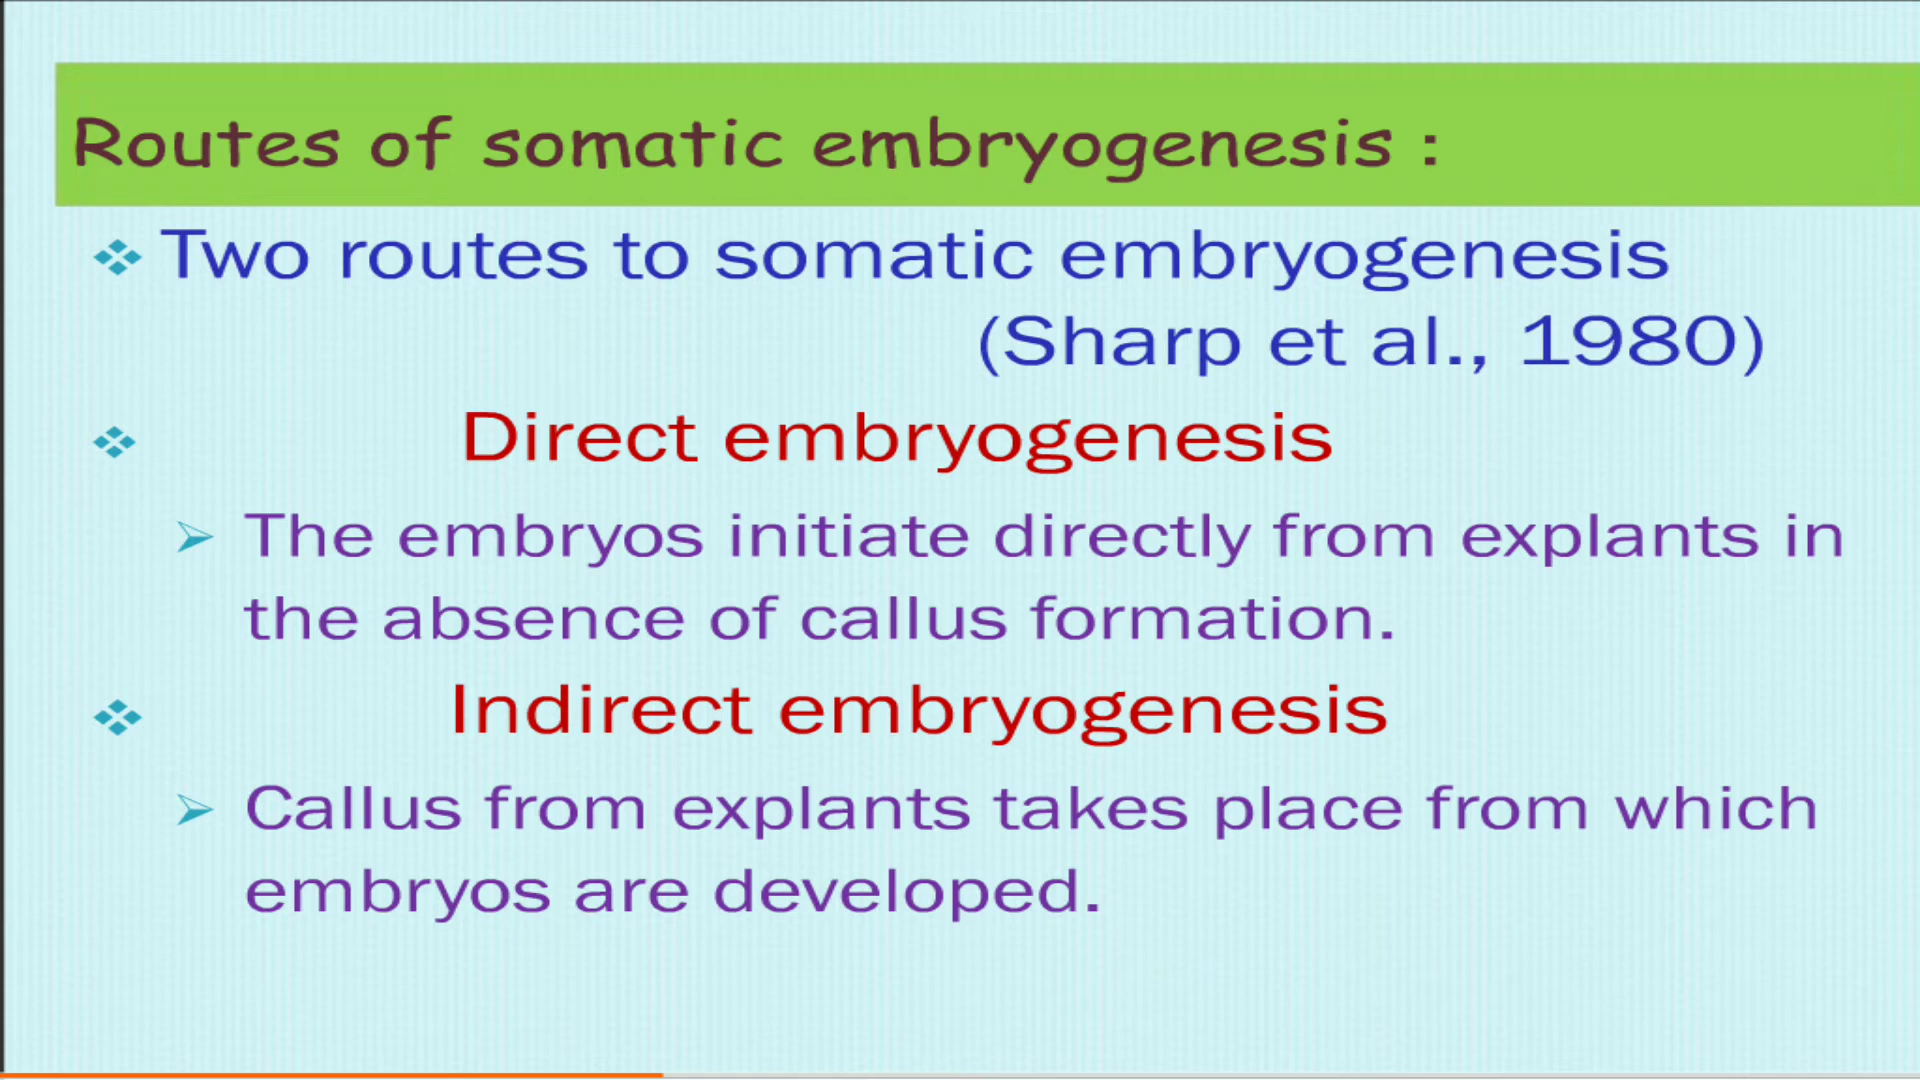 Routes of somatic embryogenesis :
Two routes to somatic embryogenesis
(Sharp et al., 1980)
Direct embryogenesis
The embryos initiate directly from explants in
the absence of callus formation.
Indirect embryogenesis
Callus from explants takes place from which
embryos are developed.